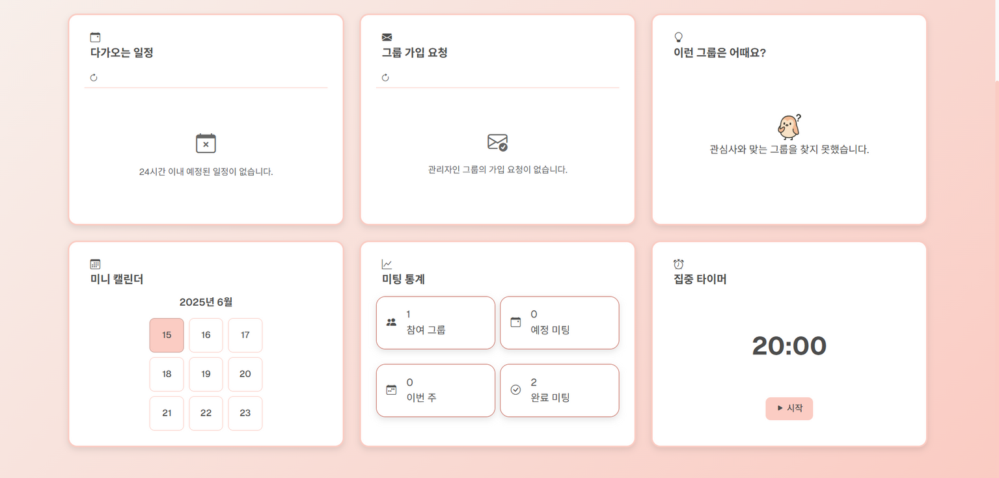 다가오는 일정
24시간 이내 예정된 일정이 없습니다.
그룹 가입 요청
관리자인 그룹의 가입 요청이 없습니다.
이런 그룹은 어때요?
?
관심사와 맞는 그룹을 찾지 못했습니다.
미니 캘린더
2025년 6월
15 16 17
18 19 20
21 22 23
미팅 통계
1
참여 그룹
0
예정 미팅
0
이번 주
2
완료 미팅
집중 타이머
20:00
시작